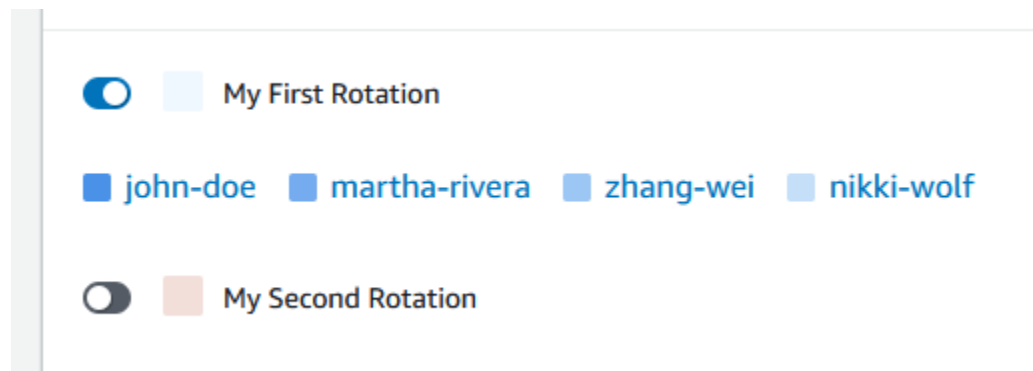 My First Rotation
john-doe martha-rivera zhang-wei nikki-wolf
My Second Rotation